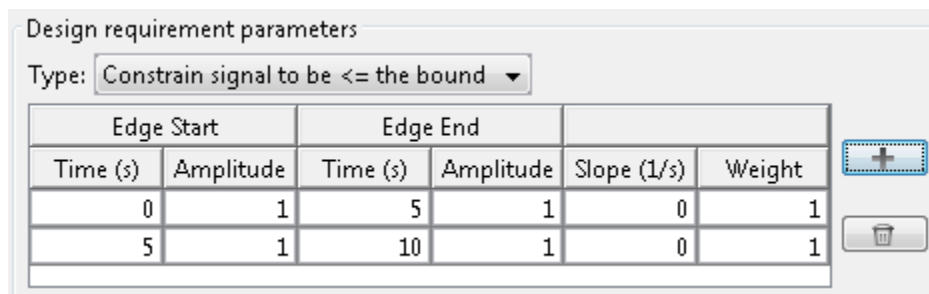 Design requirement parameters
Type: Constrain signal to be <= the bound
Edge Start Edge End
Time (s) Amplitude Time (s) Amplitude Slope (1/s) Weight
0 1 5 1 0 1
5 1 10 1 0 1